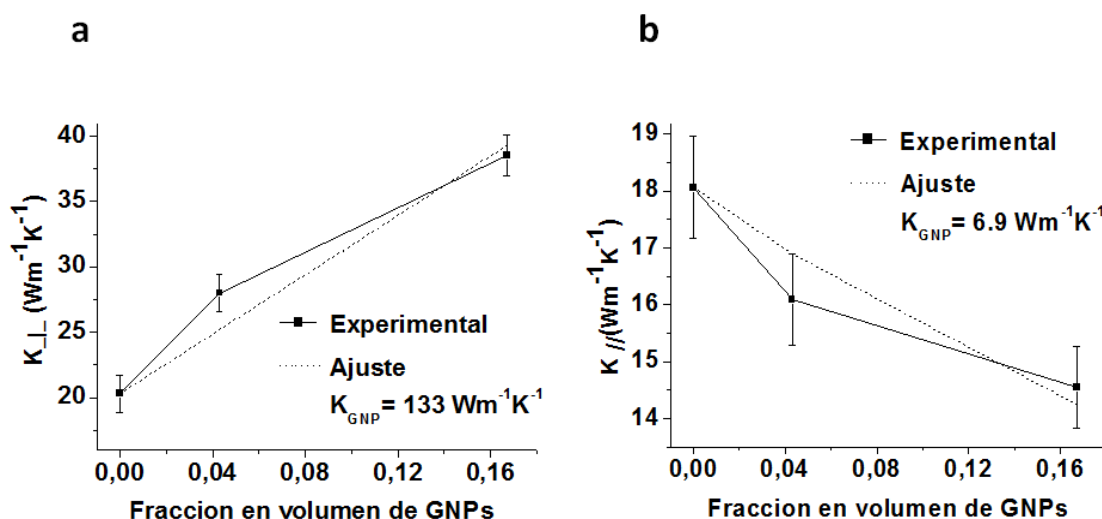 a
K_|_ (Wm⁻¹K⁻¹)
40
35
30
25
20
0,00 0,04 0,08 0,12 0,16
Fraccion en volumen de GNPs
Experimental
Ajuste
K_GNP= 133 Wm⁻¹K⁻¹
b
K //(Wm⁻¹K⁻¹)
19
18
17
16
15
14
0,00 0,04 0,08 0,12 0,16
Fraccion en volumen de GNPs
Experimental
Ajuste
K_GNP= 6.9 Wm⁻¹K⁻¹